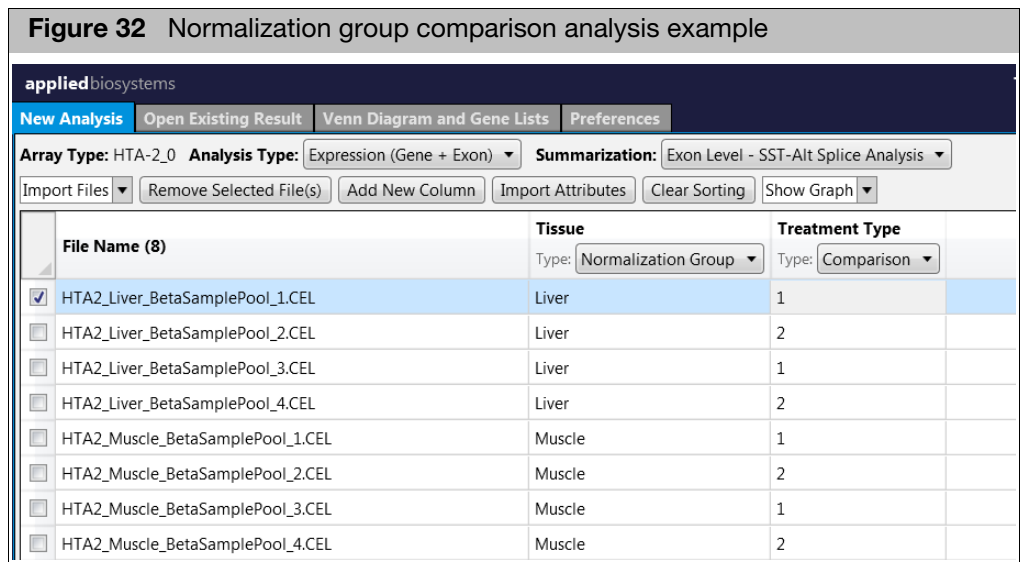 Figure 32 Normalization group comparison analysis example
appliedbiosystems
New Analysis Open Existing Result Venn Diagram and Gene Lists Preferences
Array Type: HTA-2_0 Analysis Type: Expression (Gene + Exon) Summarization: Exon Level - SST-Alt Splice Analysis
Import Files Remove Selected File(s) Add New Column Import Attributes Clear Sorting Show Graph
File Name (8) Tissue Treatment Type
Type: Normalization Group Type: Comparison
HTA2_Liver_BetaSamplePool_1.CEL Liver 1
HTA2_Liver_BetaSamplePool_2.CEL Liver 2
HTA2_Liver_BetaSamplePool_3.CEL Liver 1
HTA2_Liver_BetaSamplePool_4.CEL Liver 2
HTA2_Muscle_BetaSamplePool_1.CEL Muscle 1
HTA2_Muscle_BetaSamplePool_2.CEL Muscle 2
HTA2_Muscle_BetaSamplePool_3.CEL Muscle 1
HTA2_Muscle_BetaSamplePool_4.CEL Muscle 2